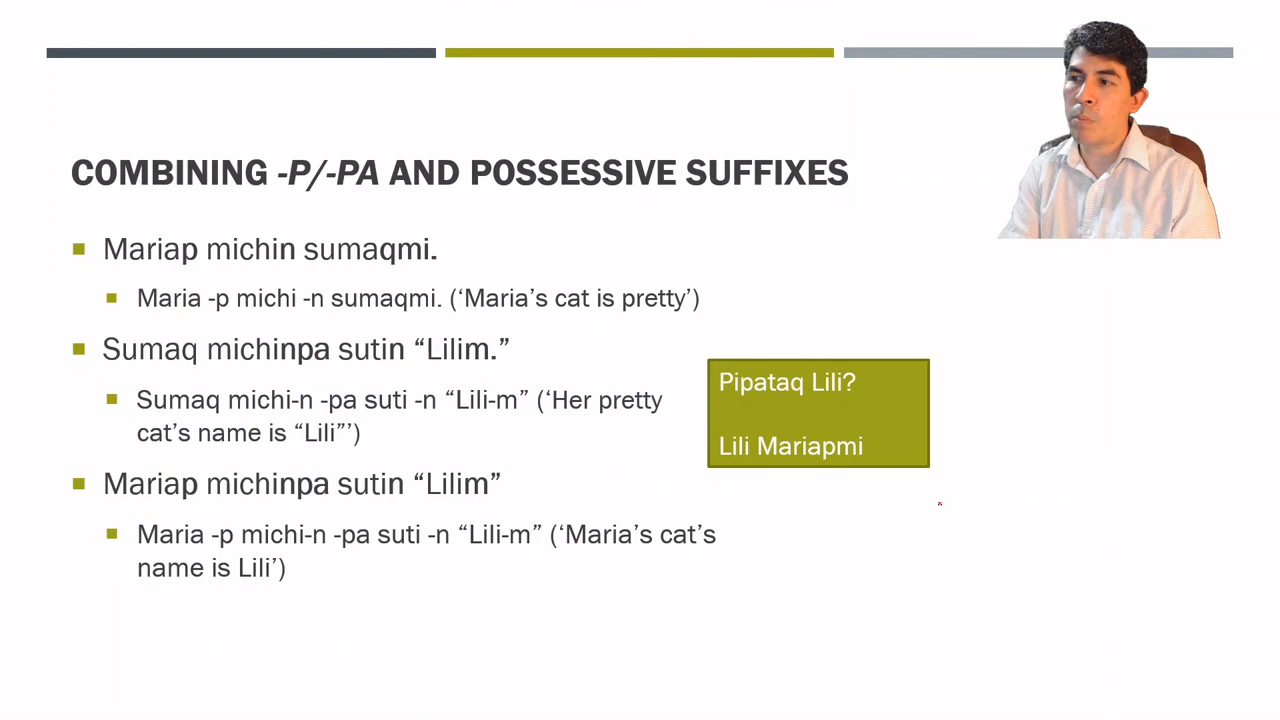 COMBINING -P/-PA AND POSSESSIVE SUFFIXES
Mariap michin sumaqmi.
Maria -p michi -n sumaqmi. (‘Maria’s cat is pretty’)
Sumaq michinpa sutin “Lilim.”
Sumaq michi-n -pa suti -n “Lili-m” (‘Her pretty
cat’s name is “Lili”’)
Mariap michinpa sutin “Lilim”
Maria -p michi-n -pa suti -n “Lili-m” (‘Maria’s cat’s
name is Lili’)
Pipataq Lili?
Lili Mariapmi